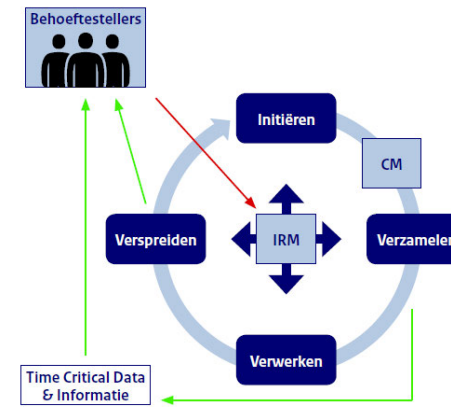 Behoeftestellers
Initiëren
CM
Verspreiden
IRM
Verzamelen
Verwerken
Time Critical Data
& Informatie